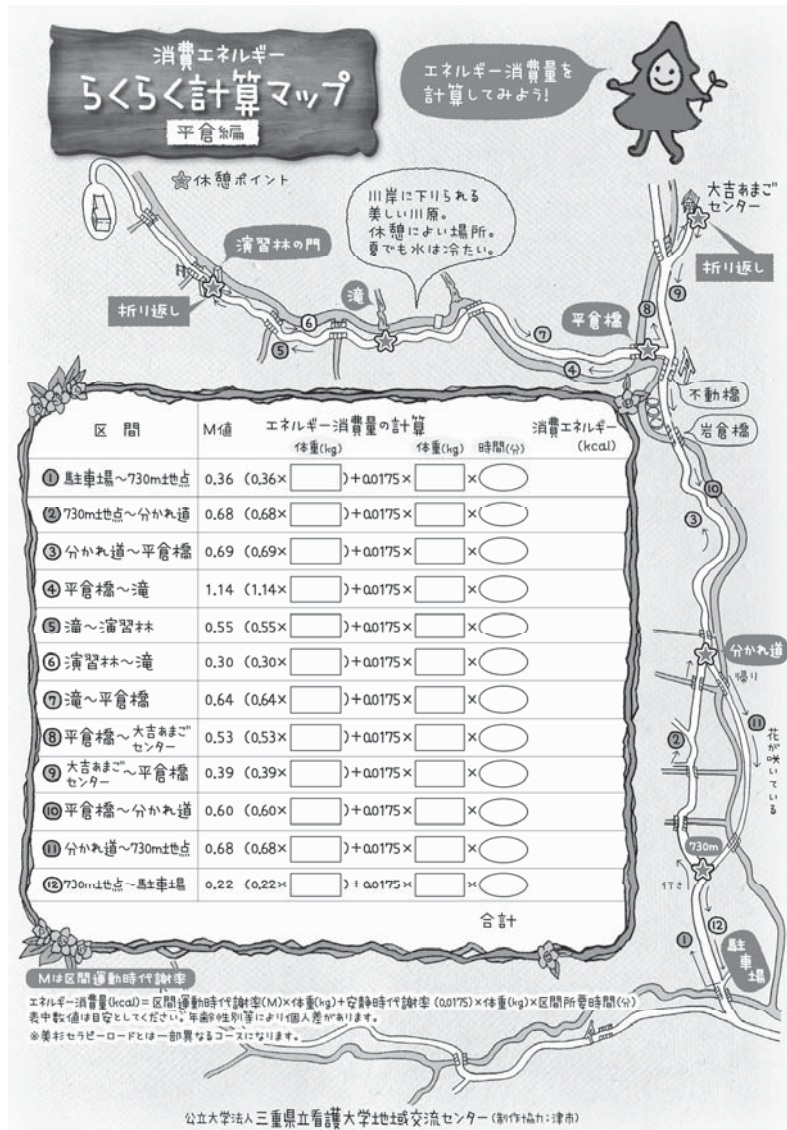 消費エネルギー
らくらく計算マップ
平倉編
エネルギー消費量を
計算してみよう!
休憩ポイント
川岸に下りられる
美しい川原。
休憩によい場所。
夏でも水は冷たい。
大吉あまご
センター
折り返し
演習林の門
折り返し
滝
平倉橋
⑥
⑤
⑦
④
⑧
⑨
不動橋
岩倉橋
⑩
③
分かれ道
帰り
⑪
花が咲いている
②
730m
行き
①
⑫
駐車場
区間 M値 エネルギー消費量の計算 消費エネルギー
体重(kg) 体重(kg) 時間(分) (kcal)
① 駐車場〜730m地点 0.36 (0.36× )+0.0175× ×
② 730m地点〜分かれ道 0.68 (0.68× )+0.0175× ×
③ 分かれ道〜平倉橋 0.69 (0.69× )+0.0175× ×
④ 平倉橋〜滝 1.14 (1.14× )+0.0175× ×
⑤ 滝〜演習林 0.55 (0.55× )+0.0175× ×
⑥ 演習林〜滝 0.30 (0.30× )+0.0175× ×
⑦ 滝〜平倉橋 0.64 (0.64× )+0.0175× ×
⑧ 平倉橋〜大吉あまごセンター 0.53 (0.53× )+0.0175× ×
⑨ 大吉あまごセンター〜平倉橋 0.39 (0.39× )+0.0175× ×
⑩ 平倉橋〜分かれ道 0.60 (0.60× )+0.0175× ×
⑪ 分かれ道〜730m地点 0.68 (0.68× )+0.0175× ×
⑫ 730m地点〜駐車場 0.22 (0.22× )+0.0175× ×
合計
Mは区間運動時代謝率
エネルギー消費量(kcal)=区間運動時代謝率(M)×体重(kg)+安静時代謝率(0.0175)×体重(kg)×区間所要時間(分)
表中数値は目安としてください。年齢や性別等により個人差があります。
※美杉セラピーロードとは一部異なるコースになります。
公立大学法人 三重県立看護大学地域交流センター(制作協力:津市)